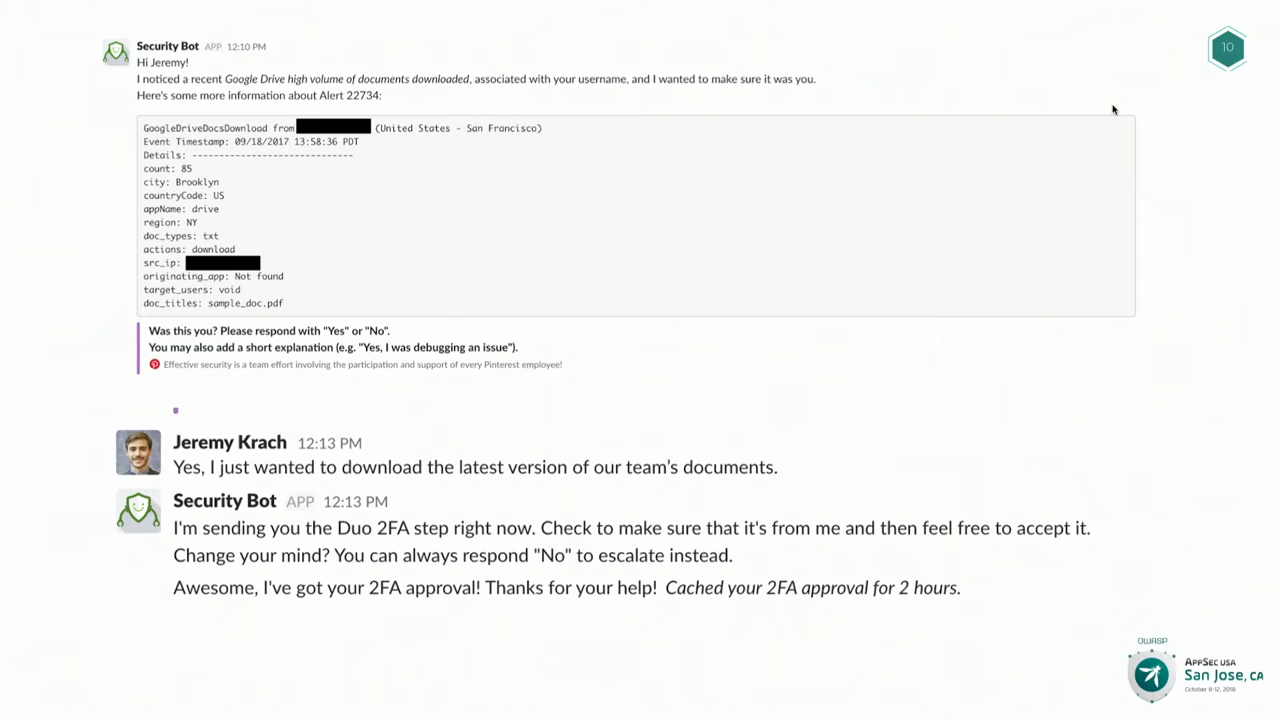 10
Security Bot APP 12:10 PM
Hi Jeremy!
I noticed a recent Google Drive high volume of documents downloaded, associated with your username, and I wanted to make sure it was you.
Here's some more information about Alert 22734:
GoogleDriveDocsDownload from (United States - San Francisco)
Event Timestamp: 09/18/2017 13:58:36 PDT
Details: -----------------------------
count: 85
city: Brooklyn
countryCode: US
appName: drive
region: NY
doc_types: txt
actions: download
src_ip:
originating_app: Not found
target_users: void
doc_titles: sample_doc.pdf
Was this you? Please respond with "Yes" or "No".
You may also add a short explanation (e.g. "Yes, I was debugging an issue").
Effective security is a team effort involving the participation and support of every Pinterest employee!
Jeremy Krach 12:13 PM
Yes, I just wanted to download the latest version of our team's documents.
Security Bot APP 12:13 PM
I'm sending you the Duo 2FA step right now. Check to make sure that it's from me and then feel free to accept it.
Change your mind? You can always respond "No" to escalate instead.
Awesome, I've got your 2FA approval! Thanks for your help! Cached your 2FA approval for 2 hours.
OWASP
APPSEC USA
San Jose, CA
October 8-12, 2018